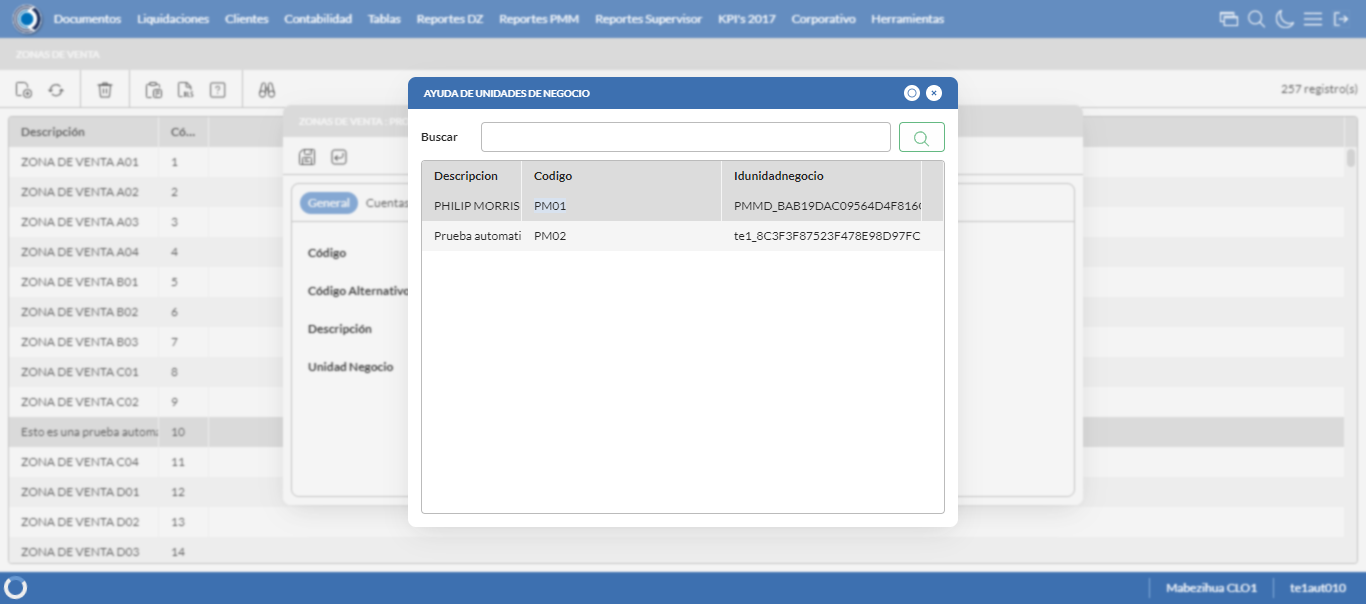 Documentos Liquidaciones Clientes Contabilidad Tablas Reportes DZ Reportes PMM Reportes Supervisor KPI's 2017 Corporativo Herramientas
ZONAS DE VENTA
257 registro(s)
AYUDA DE UNIDADES DE NEGOCIO
Buscar
Descripcion Codigo Idunidadnegocio
PHILIP MORRIS PM01 PMMD_BAB19DAC09564D4F816
Prueba automati PM02 te1_8C3F3F87523F478E98D97FC
ZONAS DE VENTA : PRO
General Cuentas
Código
Código Alternativo
Descripción
Unidad Negocio
Descripción Có...
ZONA DE VENTA A01 1
ZONA DE VENTA A02 2
ZONA DE VENTA A03 3
ZONA DE VENTA A04 4
ZONA DE VENTA B01 5
ZONA DE VENTA B02 6
ZONA DE VENTA B03 7
ZONA DE VENTA C01 8
ZONA DE VENTA C02 9
Esto es una prueba automa 10
ZONA DE VENTA C04 11
ZONA DE VENTA D01 12
ZONA DE VENTA D02 13
ZONA DE VENTA D03 14
Mabezihua CLO1 te1aut010